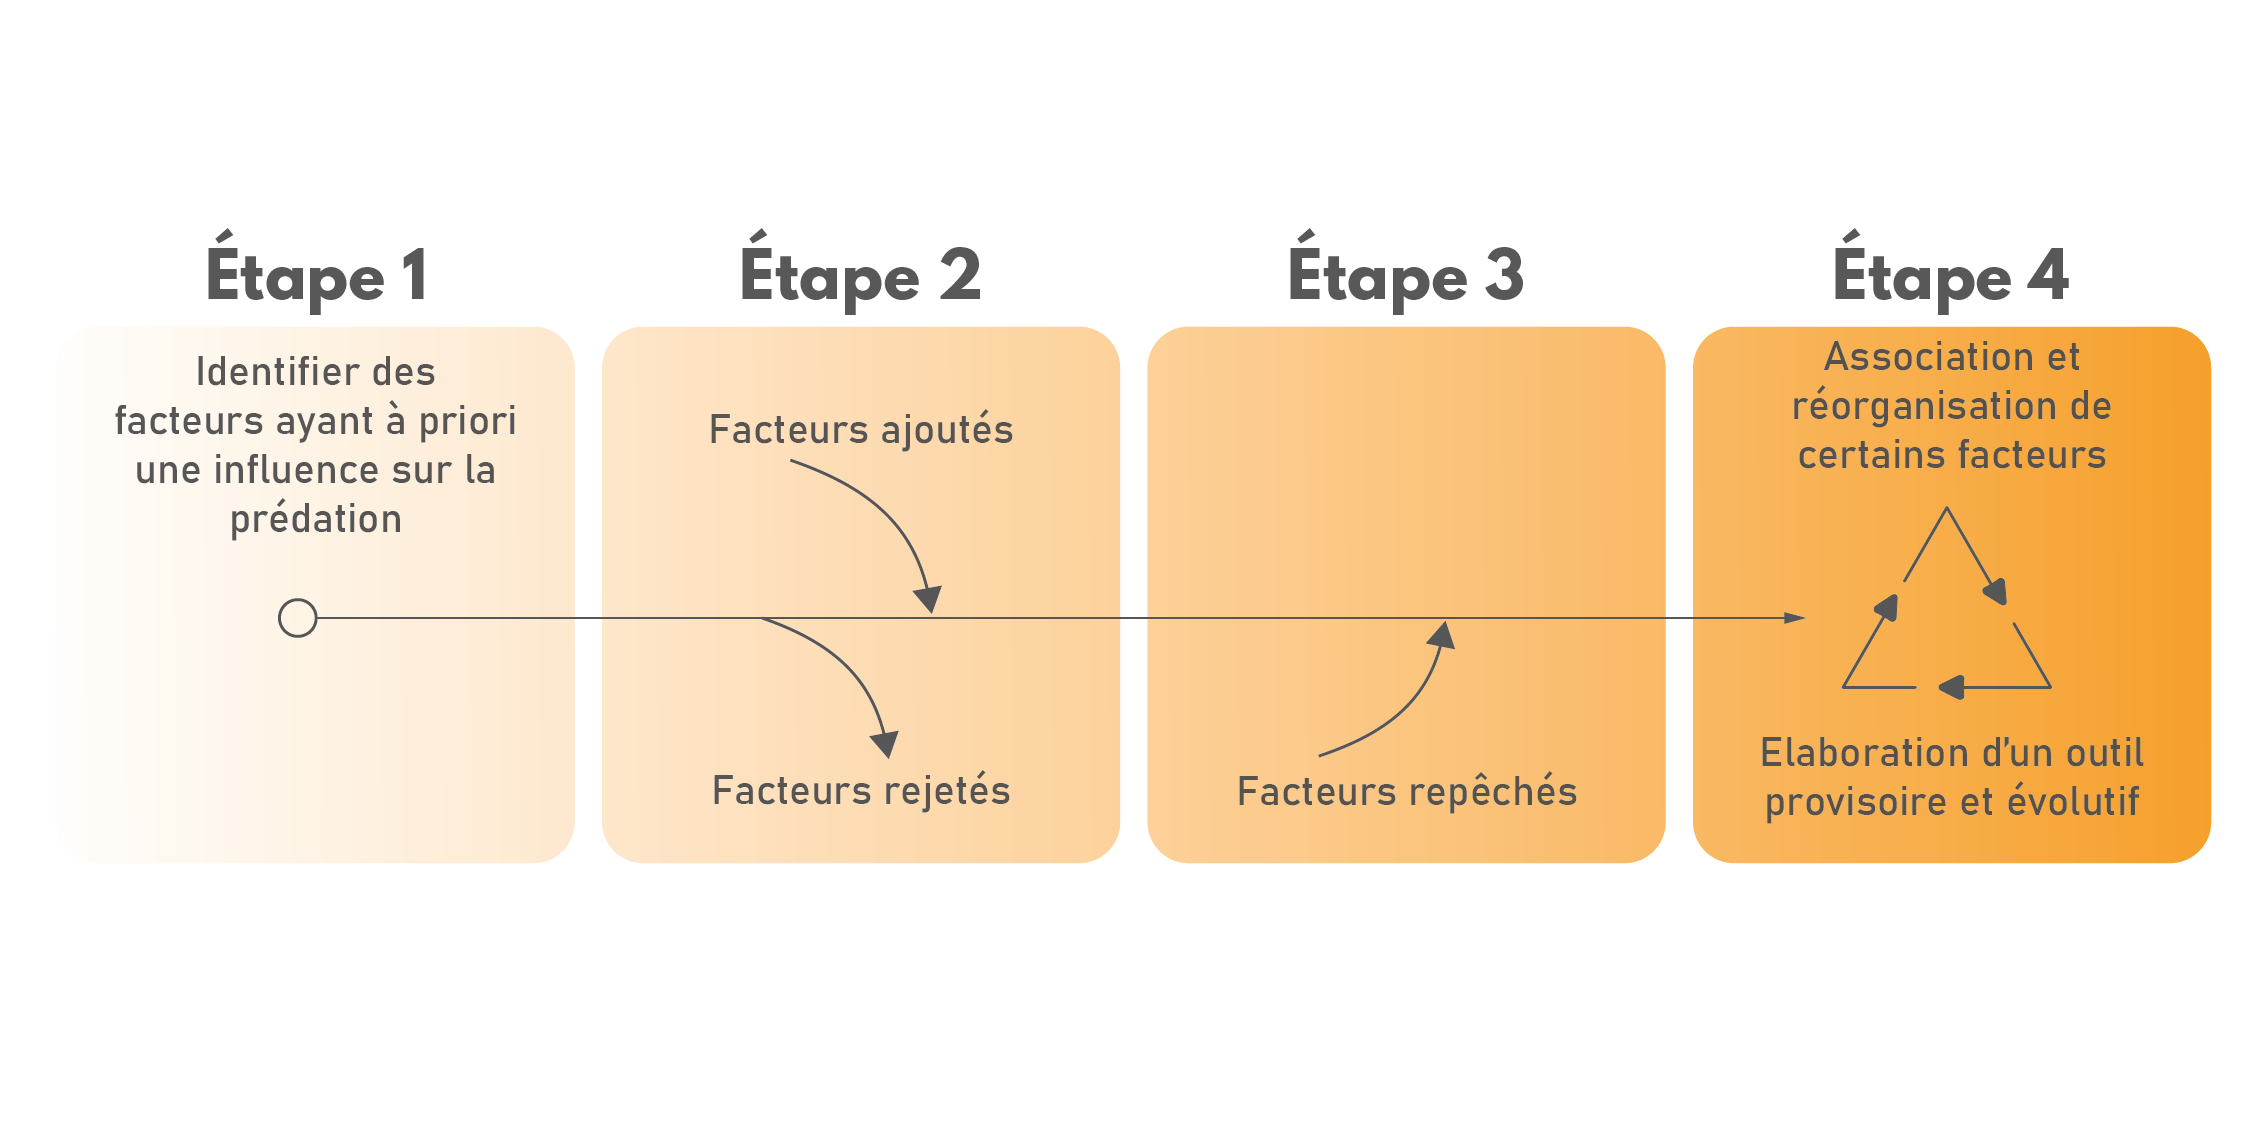 Étape 1
Identifier des
facteurs ayant à priori
une influence sur la
prédation
Étape 2
Facteurs ajoutés
Facteurs rejetés
Étape 3
Facteurs repêchés
Étape 4
Association et
réorganisation de
certains facteurs
Elaboration d’un outil
provisoire et évolutif